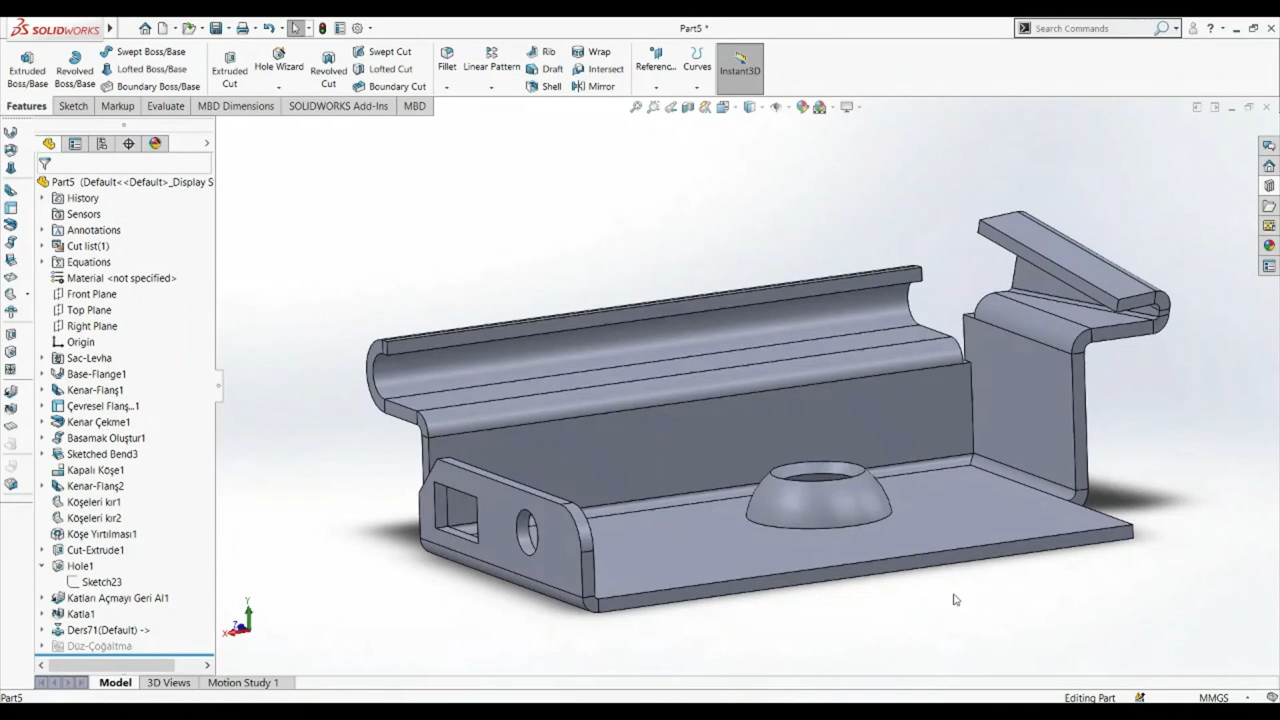 SOLIDWORKS
Part5 *
Search Commands
Extruded Boss/Base
Revolved Boss/Base
Swept Boss/Base
Lofted Boss/Base
Boundary Boss/Base
Extruded Cut
Hole Wizard
Revolved Cut
Swept Cut
Lofted Cut
Boundary Cut
Fillet
Linear Pattern
Rib
Draft
Shell
Wrap
Intersect
Mirror
Referenc...
Curves
Instant3D
Features
Sketch
Markup
Evaluate
MBD Dimensions
SOLIDWORKS Add-Ins
MBD
Part5 (Default<<Default>_Display S
History
Sensors
Annotations
Cut list(1)
Equations
Material <not specified>
Front Plane
Top Plane
Right Plane
Origin
Sac-Levha
Base-Flange1
Kenar-Flanş1
Çevresel Flanş...1
Kenar Çekme1
Basamak Oluştur1
Sketched Bend3
Kapalı Köşe1
Kenar-Flanş2
Köşeleri kır1
Köşeleri kır2
Köşe Yırtılması1
Cut-Extrude1
Hole1
Sketch23
Katları Açmayı Geri Al1
Katla1
Ders71(Default) ->
Düz-Çoğaltma
Y
X
Z
Model
3D Views
Motion Study 1
Part5
Editing Part
MMGS